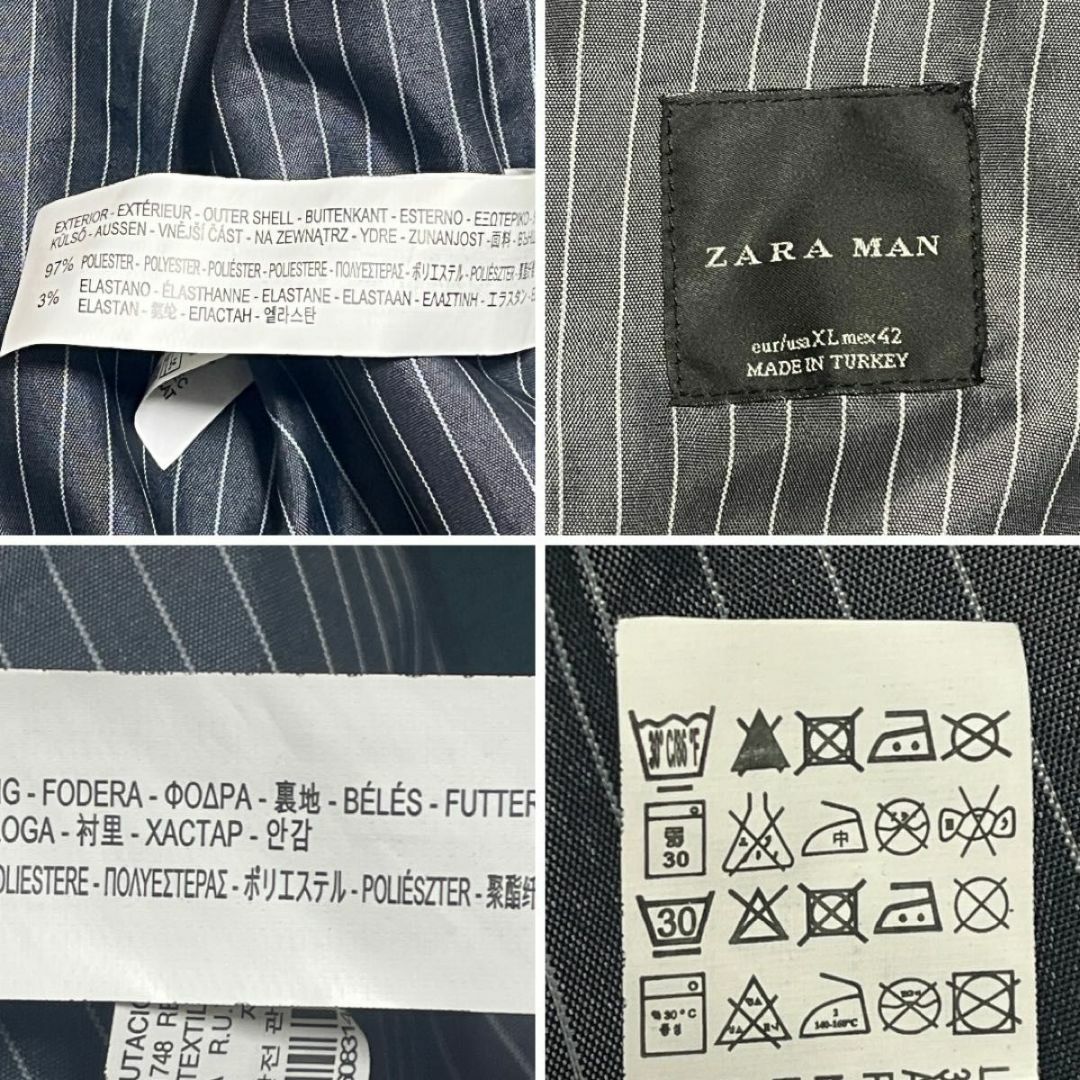 EXTERIOR - EXTÉRIEUR - OUTER SHELL - BUITENKANT - ESTERNO - ΕΞΩΤΕΡΙΚΟ -
KÜLSŐ - AUSSEN - VNĚJŠÍ ČÁST - NA ZEWNĄTRZ - YDRE - ZUNANJOST - 面料 -
97% POLIESTER - POLYESTER - POLIÉSTER - POLIESTERE - ΠΟΛΥΕΣΤΕΡΑΣ - ポリエステル - POLIÉSZTER -
3% ELASTANO - ÉLASTHANNE - ELASTANE - ELASTAAN - ΕΛΑΣΤΙΝΗ - エラスタン -
ELASTAN - 氨纶 - ЕПАСТАН - 엘라스탄
ZARA MAN
eur/usa XL mex 42
MADE IN TURKEY
- FODERA - ΦΟΔΡΑ - 裏地 - BÉLÉS - FUTTER
- 衬里 - ХАСТАР - 안감
- ΠΟΛΥΕΣΤΕΡΑΣ - ポリエステル - POLIÉSZTER - 聚酯纤
748
R.U.
30°C/86°F
30
中
30